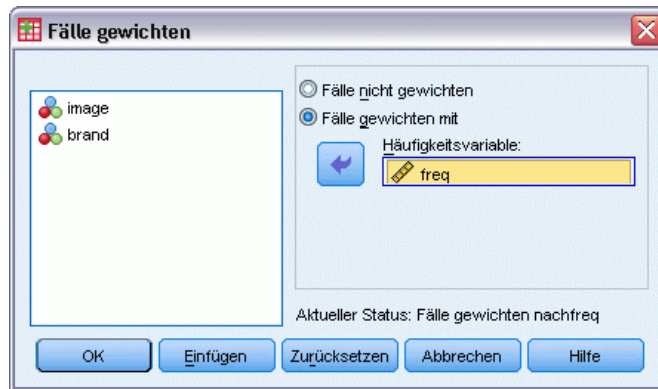 Fälle gewichten
image
brand
Fälle nicht gewichten
Fälle gewichten mit
Häufigkeitsvariable:
freq
Aktueller Status: Fälle gewichten nachfreq
OK
Einfügen
Zurücksetzen
Abbrechen
Hilfe